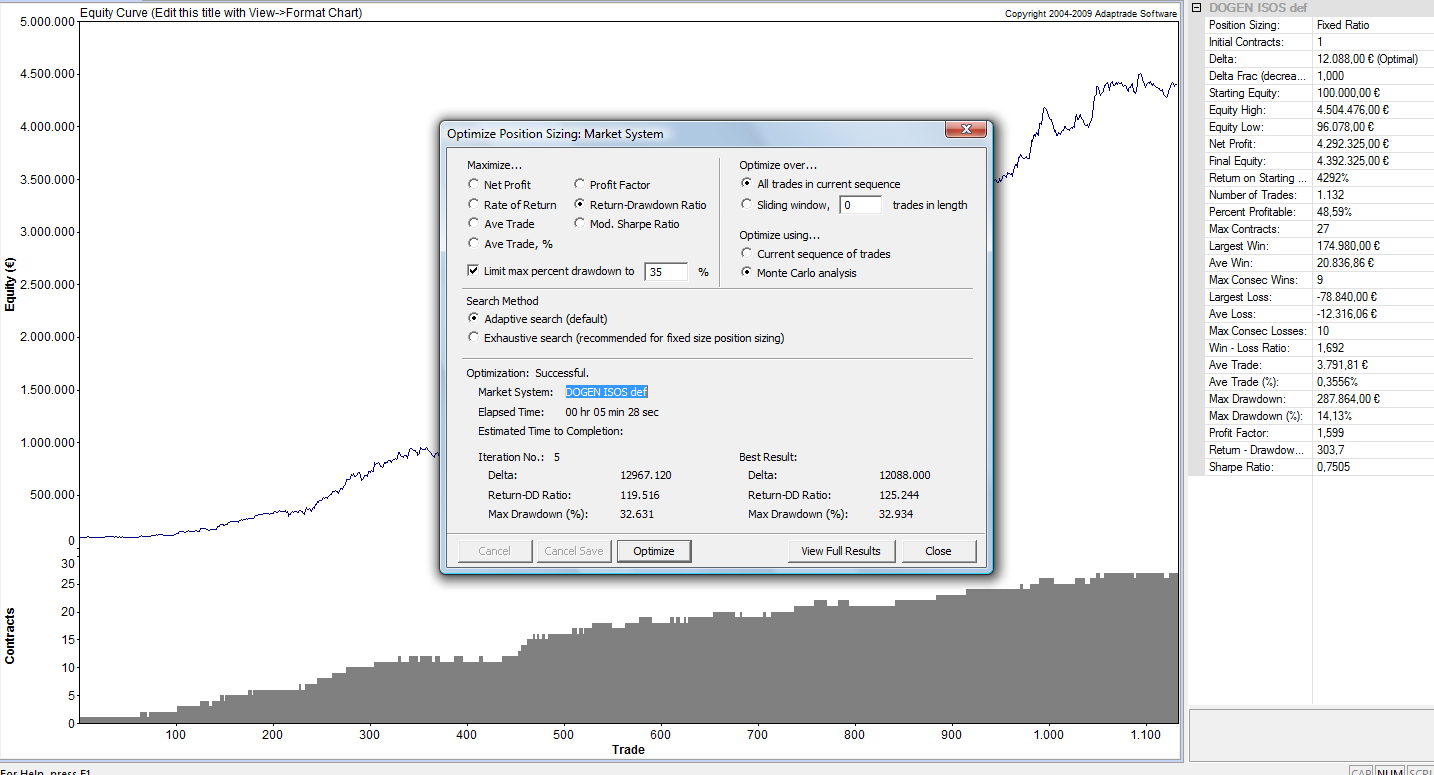 Equity Curve (Edit this title with View->Format Chart)
Copyright 2004-2009 Adaptrade Software
5.000.000
4.500.000
4.000.000
3.500.000
3.000.000
2.500.000
2.000.000
1.500.000
1.000.000
500.000
0
Equity (€)
30
25
20
15
10
5
0
Contracts
100 200 300 400 500 600 700 800 900 1.000 1.100
Trade
Optimize Position Sizing: Market System
Maximize...
Net Profit
Profit Factor
Rate of Return
Return-Drawdown Ratio
Ave Trade
Mod. Sharpe Ratio
Ave Trade, %
Limit max percent drawdown to 35 %
Optimize over...
All trades in current sequence
Sliding window, 0 trades in length
Optimize using...
Current sequence of trades
Monte Carlo analysis
Search Method
Adaptive search (default)
Exhaustive search (recommended for fixed size position sizing)
Optimization: Successful.
Market System: DOGEN ISOS def
Elapsed Time: 00 hr 05 min 28 sec
Estimated Time to Completion:
Iteration No.: 5
Delta: 12967.120
Return-DD Ratio: 119.516
Max Drawdown (%): 32.631
Best Result:
Delta: 12088.000
Return-DD Ratio: 125.244
Max Drawdown (%): 32.934
Cancel
Cancel Save
Optimize
View Full Results
Close
DOGEN ISOS def
Position Sizing: Fixed Ratio
Initial Contracts: 1
Delta: 12.088,00 € (Optimal)
Delta Frac (decrea... 1,000
Starting Equity: 100.000,00 €
Equity High: 4.504.476,00 €
Equity Low: 96.078,00 €
Net Profit: 4.292.325,00 €
Final Equity: 4.392.325,00 €
Return on Starting ... 4292%
Number of Trades: 1.132
Percent Profitable: 48,59%
Max Contracts: 27
Largest Win: 174.980,00 €
Ave Win: 20.836,86 €
Max Consec Wins: 9
Largest Loss: -78.840,00 €
Ave Loss: -12.316,06 €
Max Consec Losses: 10
Win - Loss Ratio: 1,692
Ave Trade: 3.791,81 €
Ave Trade (%): 0,3556%
Max Drawdown: 287.864,00 €
Max Drawdown (%): 14,13%
Profit Factor: 1,599
Return - Drawdow... 303,7
Sharpe Ratio: 0,7505
For Help, press F1
CAP NUM SCRL